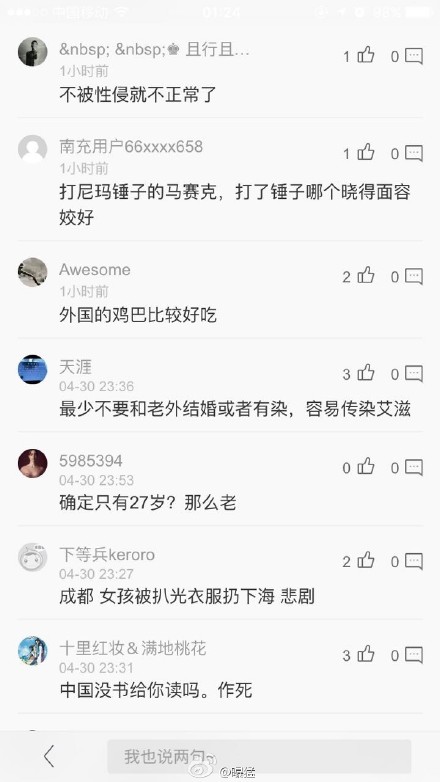 中国移动
01:24
93%
&nbsp; &nbsp;♚ 且行且...
1 0
1小时前
不被性侵就不正常了
南充用户66xxxx658
1 0
1小时前
打尼玛锤子的马赛克，打了锤子哪个晓得面容
姣好
Awesome
2 0
1小时前
外国的鸡巴比较好吃
天涯
3 0
04-30 23:36
最少不要和老外结婚或者有染，容易传染艾滋
5985394
0 0
04-30 23:53
确定只有27岁？那么老
下等兵keroro
2 0
04-30 23:27
成都 女孩被扒光衣服扔下海 悲剧
十里红妆＆满地桃花
3 0
04-30 23:31
中国没书给你读吗。作死
我也说两句~
@曝猛